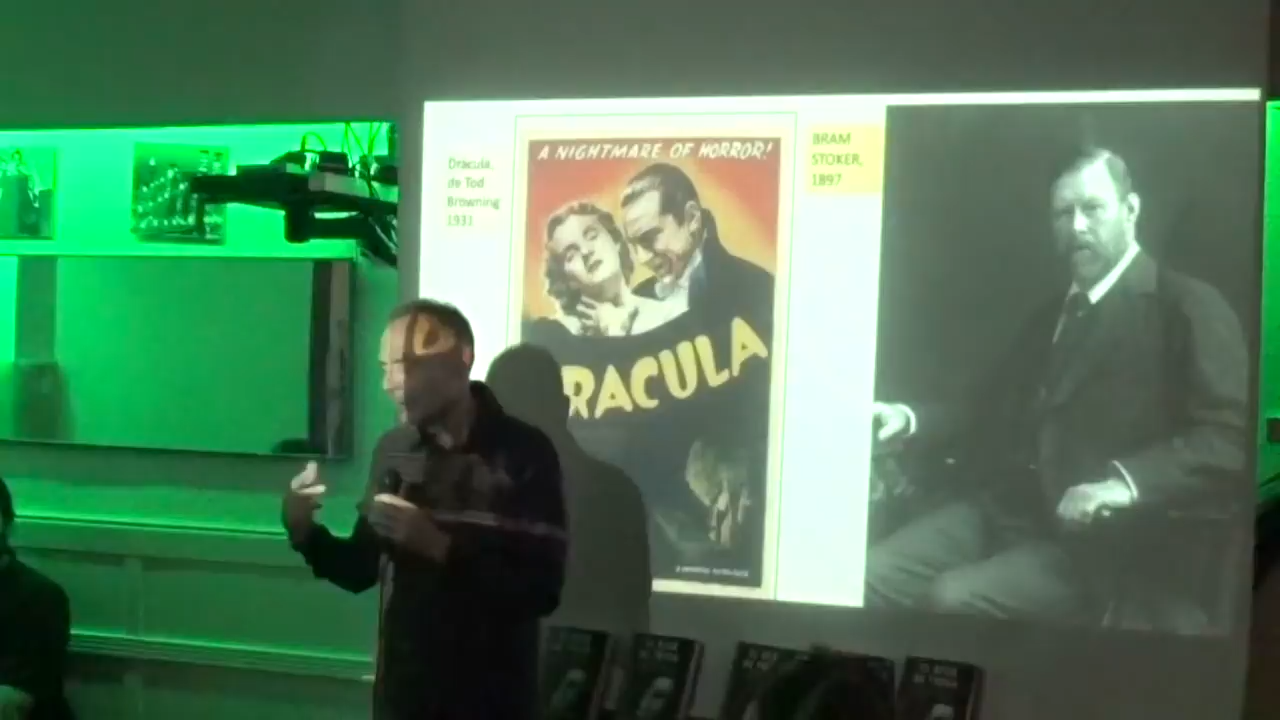 Dracula,
de Tod
Browning
1931
A NIGHTMARE OF HORROR!
RACULA
BRAM
STOKER,
1897